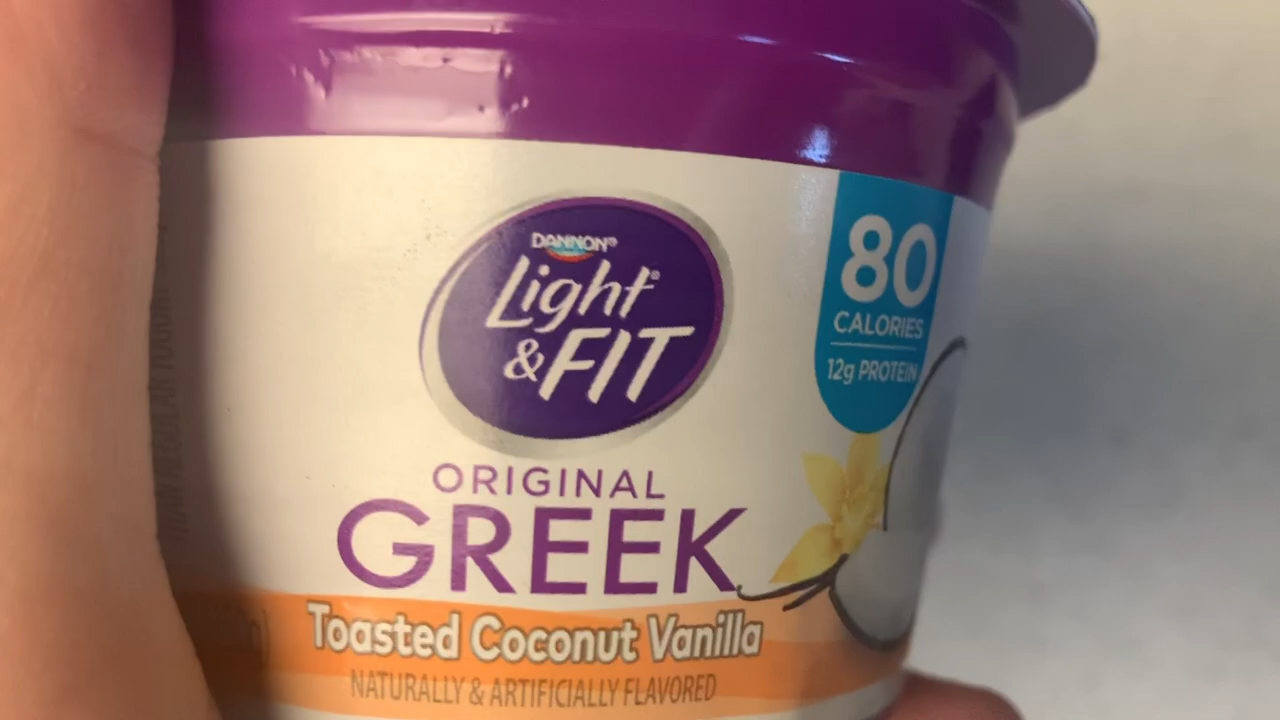 DANNON®
Light®
&FIT
80
CALORIES
12g PROTEIN
ORIGINAL
GREEK
Toasted Coconut Vanilla
NATURALLY & ARTIFICIALLY FLAVORED